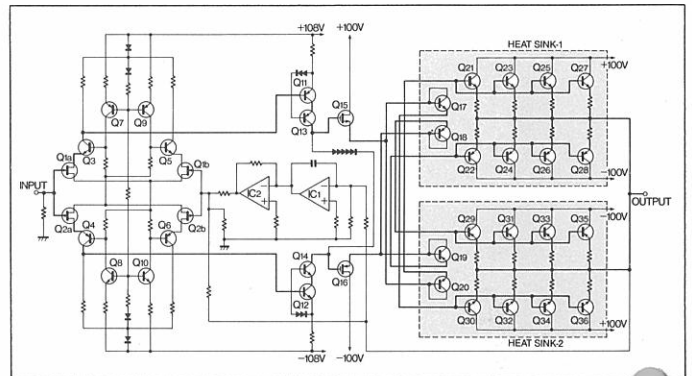 +108V
+100V
HEAT SINK-1
Q21
Q23
Q25
Q27
+100V
Q11
Q15
Q17
Q7
Q9
Q13
Q18
Q3
Q5
Q1a
Q1b
Q22
Q24
Q26
Q28
-100V
INPUT
IC2
IC1
OUTPUT
Q2a
Q4
Q6
Q2b
Q29
Q31
Q33
Q35
-100V
Q8
Q10
Q14
Q16
Q19
Q12
Q20
Q30
Q32
Q34
Q36
+100V
-108V
-100V
HEAT SINK-2